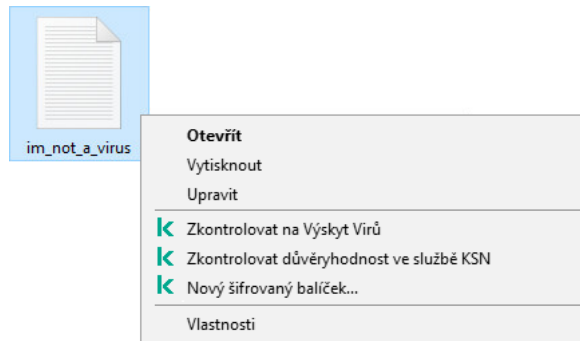 im_not_a_virus
Otevřít
Vytisknout
Upravit
Zkontrolovat na Výskyt Virů
Zkontrolovat důvěryhodnost ve službě KSN
Nový šifrovaný balíček...
Vlastnosti